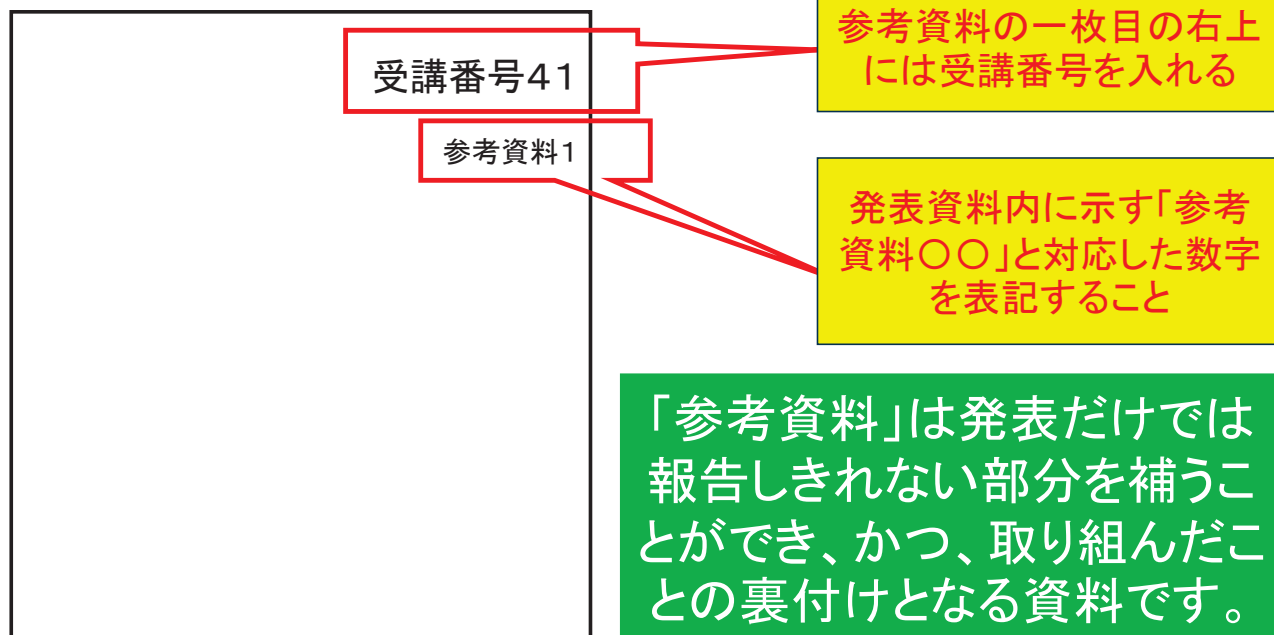 受講番号41
参考資料1
参考資料の一枚目の右上
には受講番号を入れる
発表資料内に示す「参考
資料○○」と対応した数字
を表記すること
「参考資料」は発表だけでは
報告しきれない部分を補うこ
とができ、かつ、取り組んだこ
との裏付けとなる資料です。